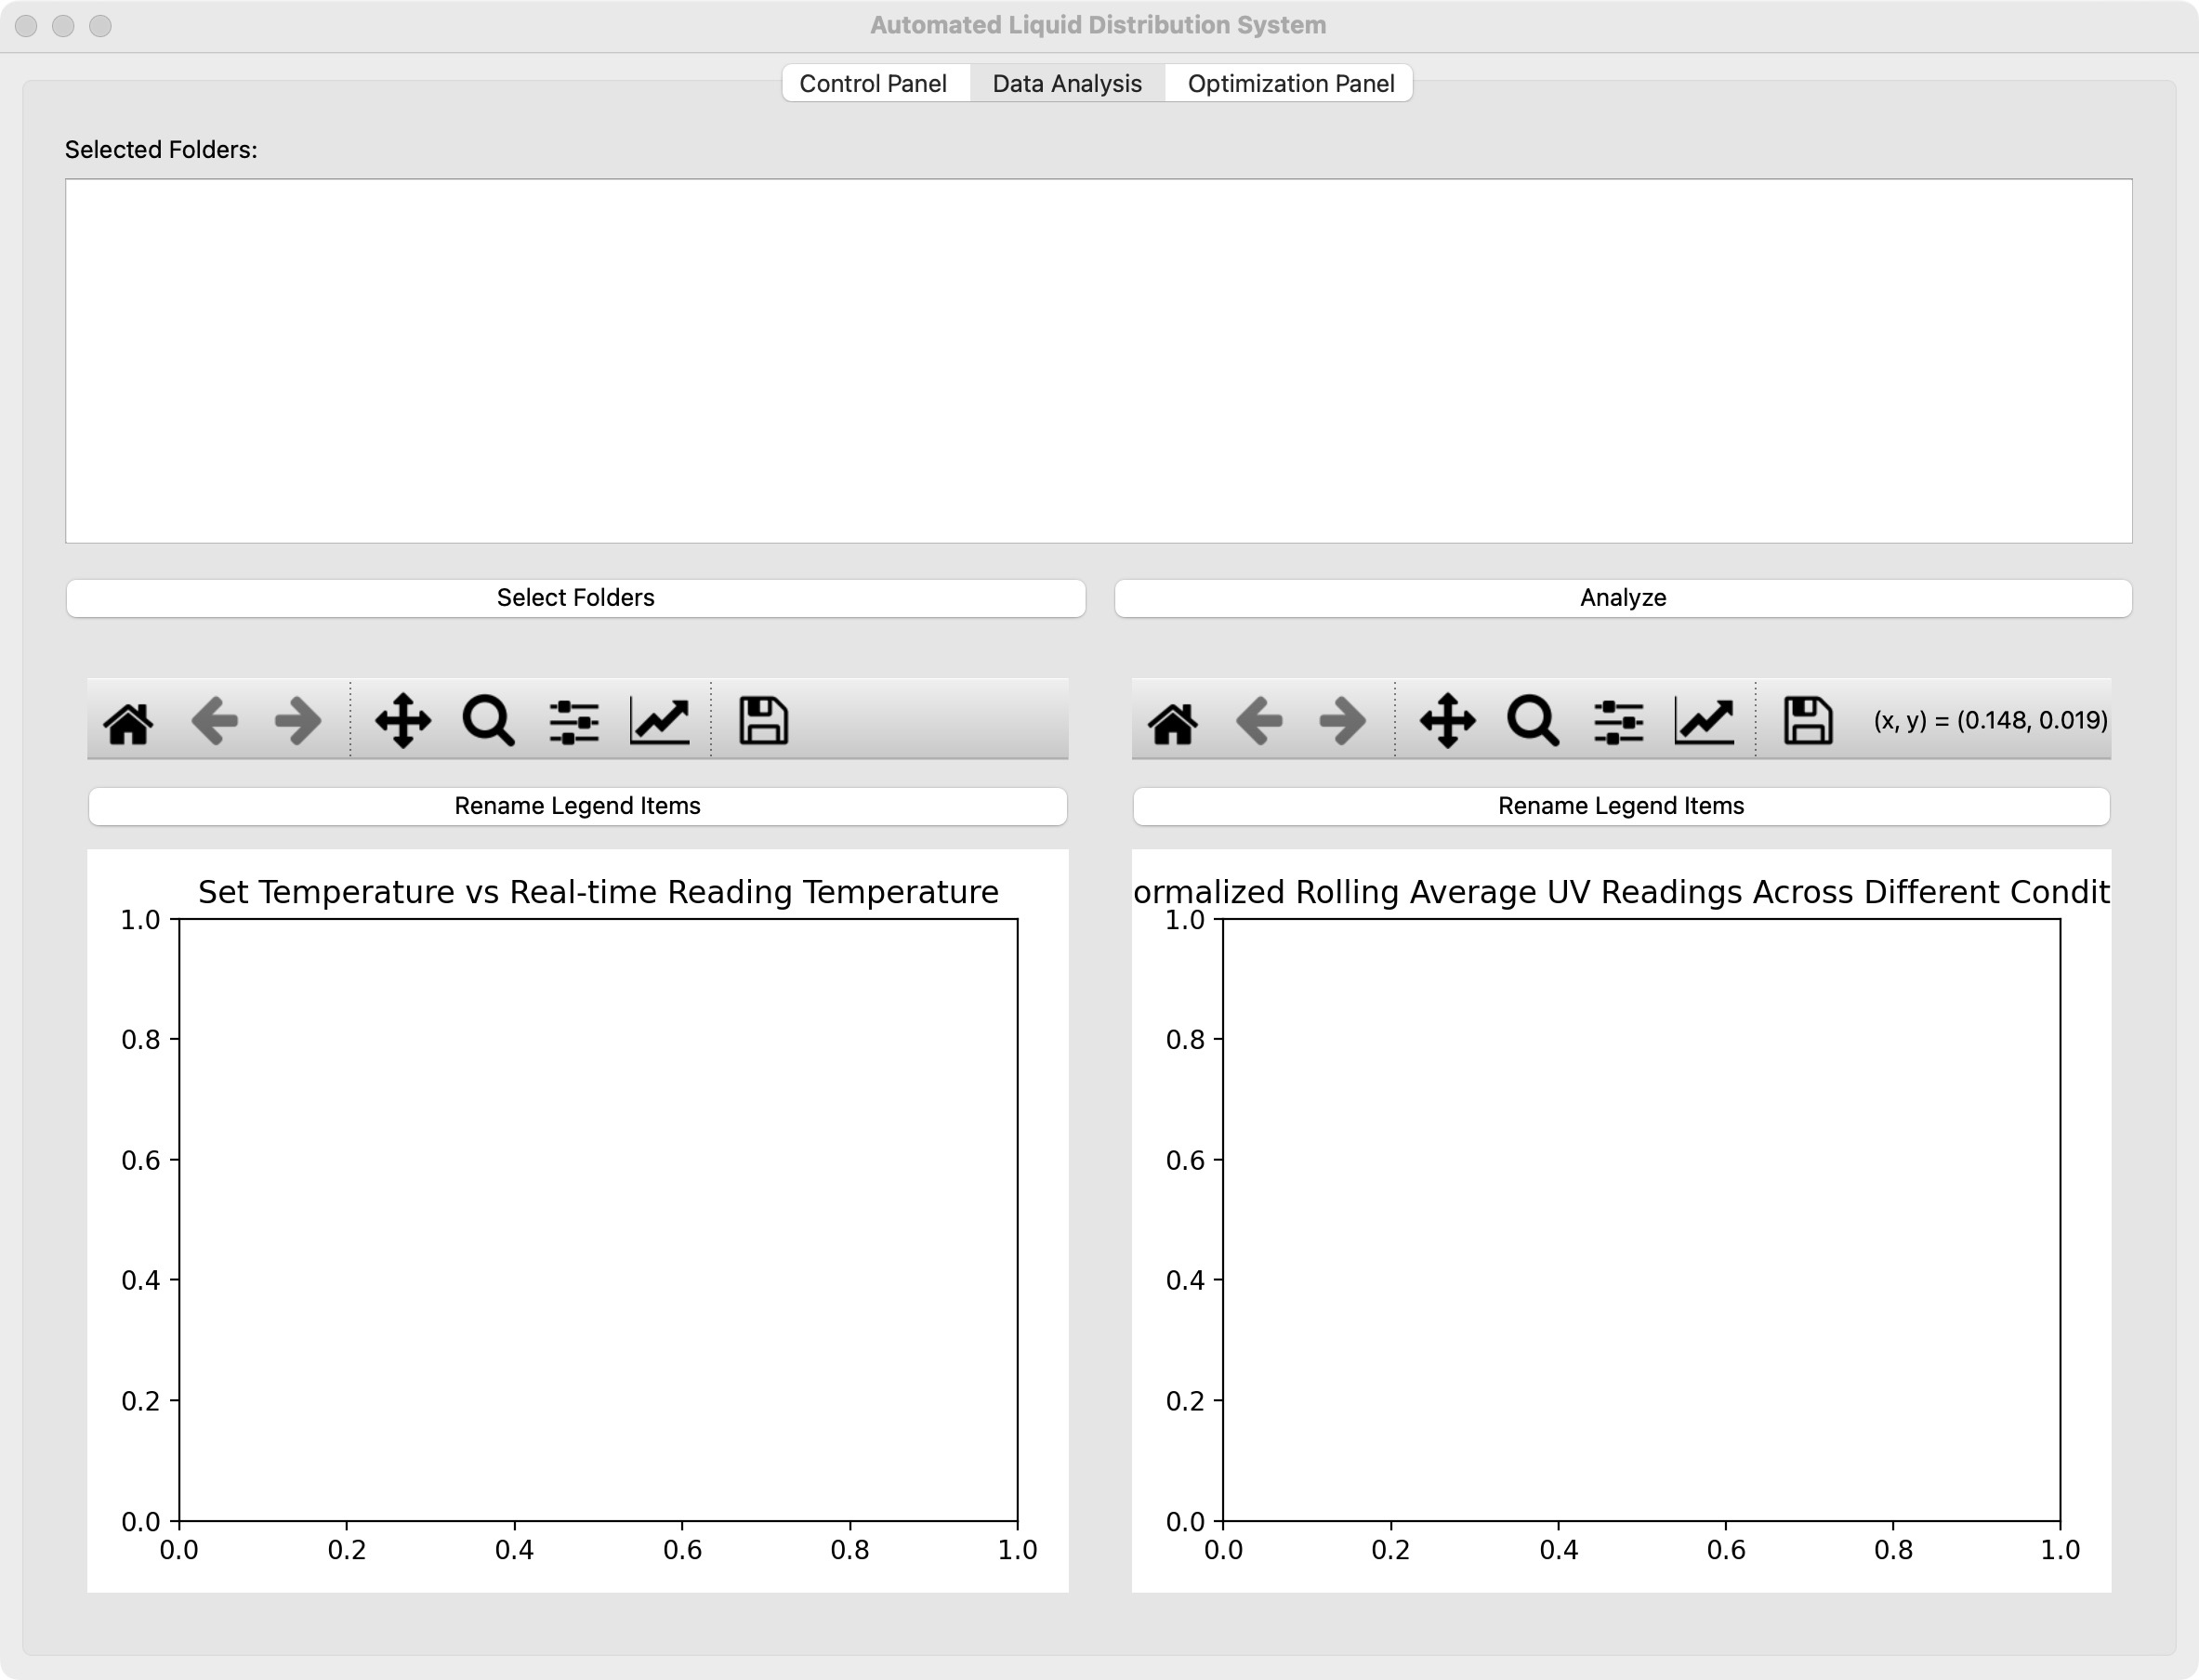 Automated Liquid Distribution System
Control Panel Data Analysis Optimization Panel
Selected Folders:
Select Folders Analyze
(x, y) = (0.148, 0.019)
Rename Legend Items Rename Legend Items
Set Temperature vs Real-time Reading Temperature
1.0
0.8
0.6
0.4
0.2
0.0
0.0 0.2 0.4 0.6 0.8 1.0
ormalized Rolling Average UV Readings Across Different Condit
1.0
0.8
0.6
0.4
0.2
0.0
0.0 0.2 0.4 0.6 0.8 1.0